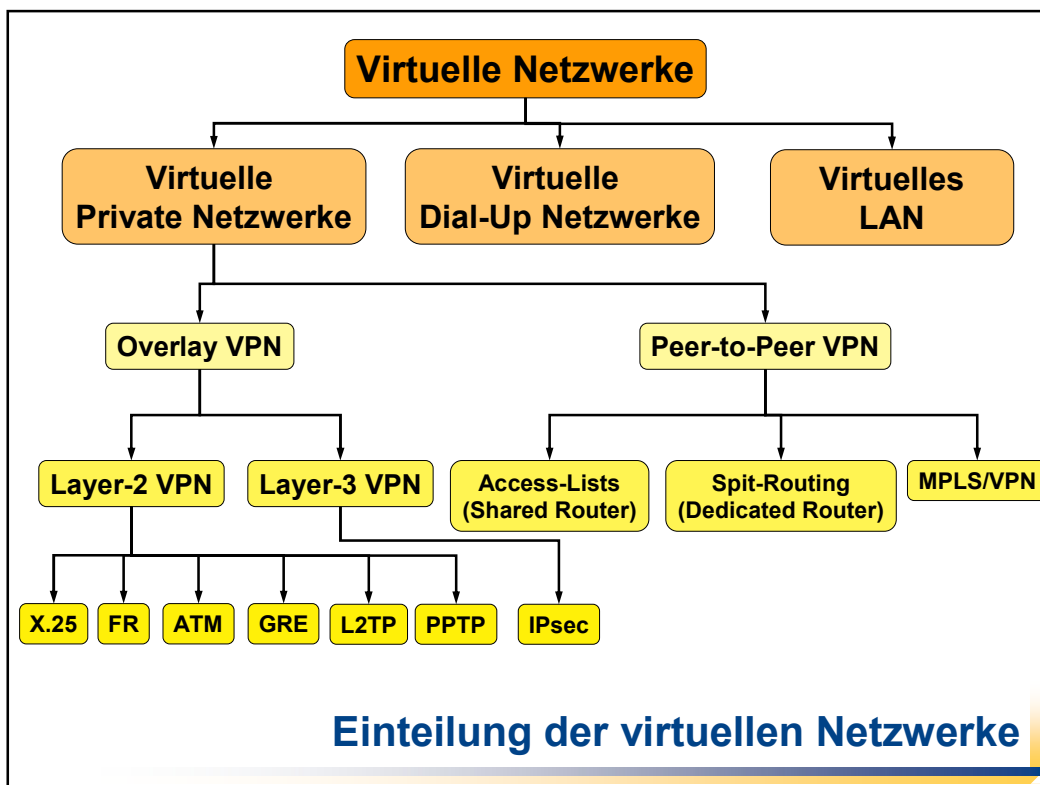 Virtuelle Netzwerke
Virtuelle
Private Netzwerke
Virtuelle
Dial-Up Netzwerke
Virtuelles
LAN
Overlay VPN
Peer-to-Peer VPN
Layer-2 VPN
Layer-3 VPN
Access-Lists
(Shared Router)
Spit-Routing
(Dedicated Router)
MPLS/VPN
X.25
FR
ATM
GRE
L2TP
PPTP
IPsec
Einteilung der virtuellen Netzwerke